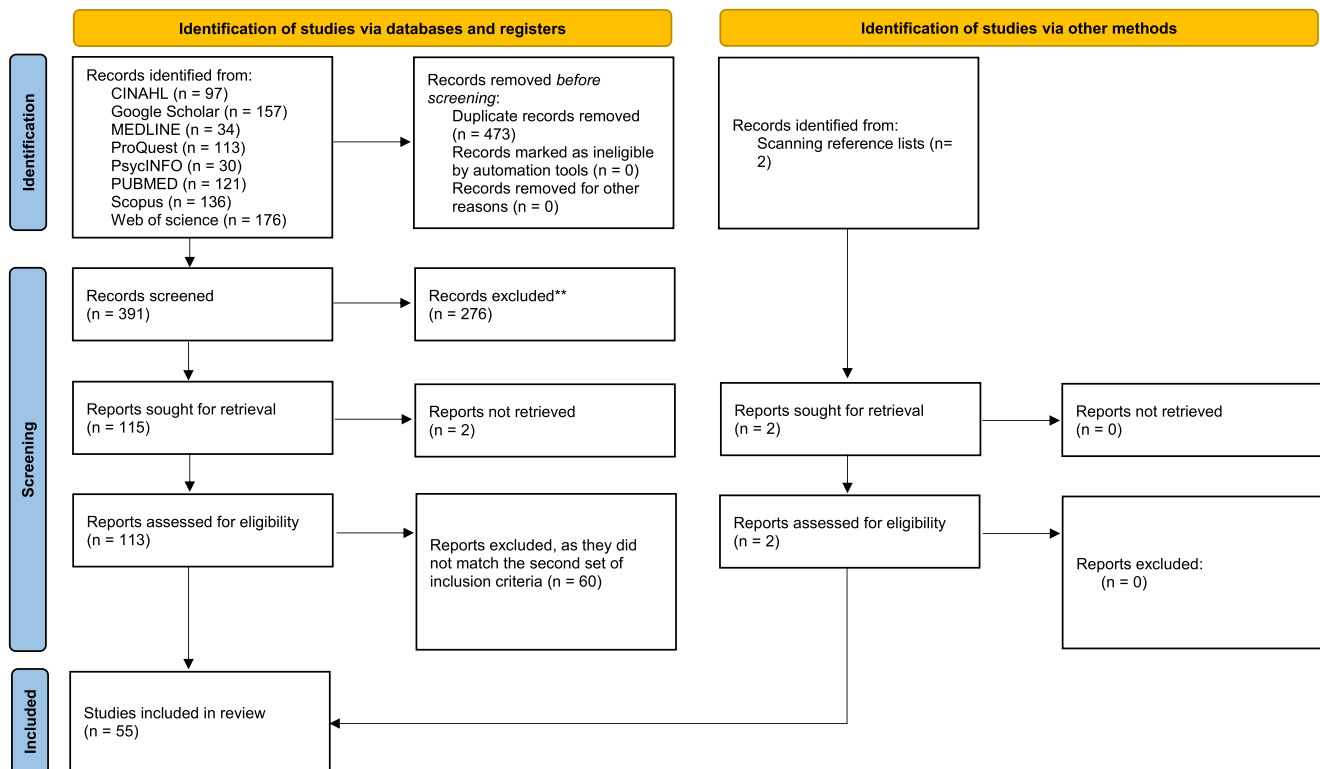 Identification of studies via databases and registers
Identification of studies via other methods
Identification
Records identified from:
CINAHL (n = 97)
Google Scholar (n = 157)
MEDLINE (n = 34)
ProQuest (n = 113)
PsycINFO (n = 30)
PUBMED (n = 121)
Scopus (n = 136)
Web of science (n = 176)
Records removed before
screening:
Duplicate records removed
(n = 473)
Records marked as ineligible
by automation tools (n = 0)
Records removed for other
reasons (n = 0)
Records identified from:
Scanning reference lists (n=
2)
Screening
Records screened
(n = 391)
Records excluded**
(n = 276)
Reports sought for retrieval
(n = 115)
Reports not retrieved
(n = 2)
Reports sought for retrieval
(n = 2)
Reports not retrieved
(n = 0)
Reports assessed for eligibility
(n = 113)
Reports excluded, as they did
not match the second set of
inclusion criteria (n = 60)
Reports assessed for eligibility
(n = 2)
Reports excluded:
(n = 0)
Included
Studies included in review
(n = 55)